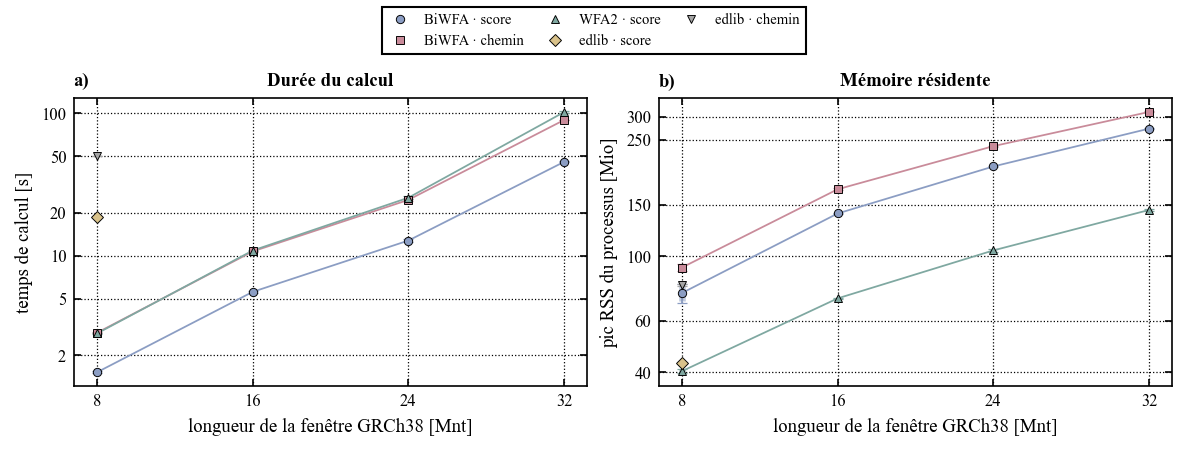 BiWFA · score
WFA2 · score
edlib · chemin
BiWFA · chemin
edlib · score
a)
Durée du calcul
100
50
20
10
5
2
8
16
24
32
temps de calcul [s]
longueur de la fenêtre GRCh38 [Mnt]
b)
Mémoire résidente
300
250
150
100
60
40
8
16
24
32
pic RSS du processus [Mio]
longueur de la fenêtre GRCh38 [Mnt]